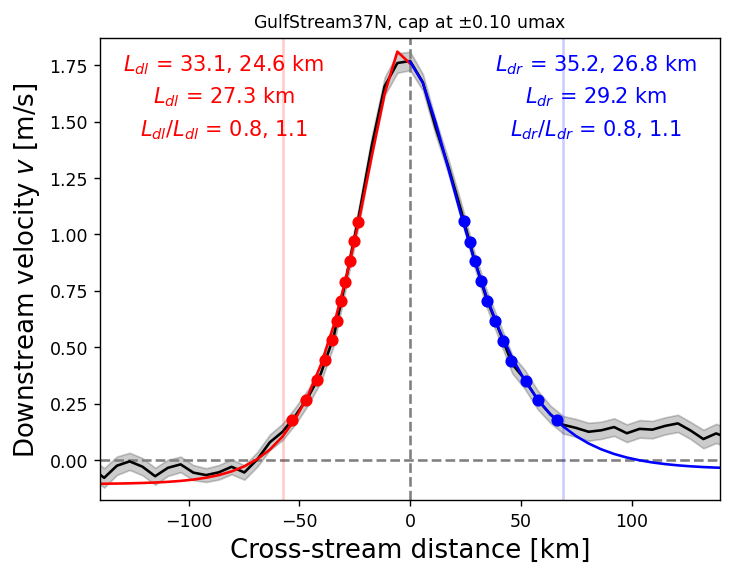 GulfStream37N, cap at ±0.10 umax
L_dl = 33.1, 24.6 km
L_dl = 27.3 km
L_dl/L_dl = 0.8, 1.1
L_dr = 35.2, 26.8 km
L_dr = 29.2 km
L_dr/L_dr = 0.8, 1.1
Downstream velocity v [m/s]
1.75
1.50
1.25
1.00
0.75
0.50
0.25
0.00
−100
−50
0
50
100
Cross-stream distance [km]